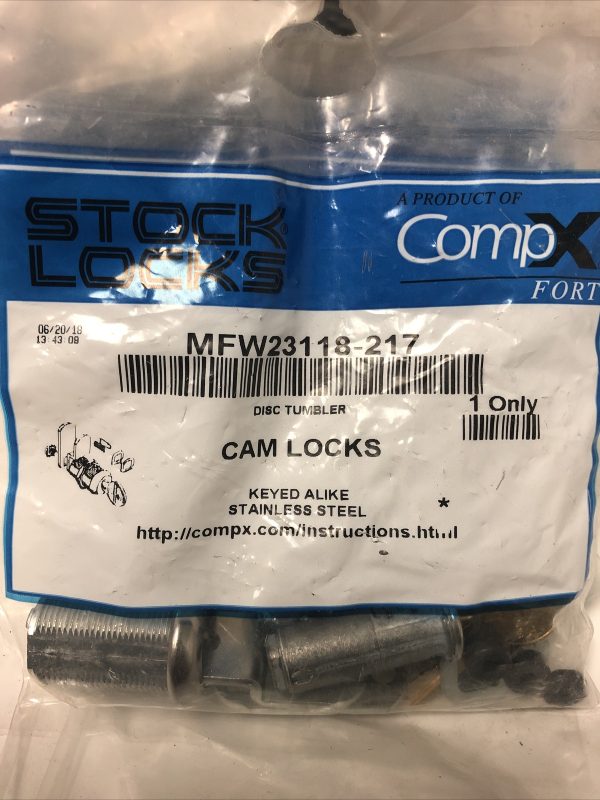 STOCK®
LOCKS
A PRODUCT OF
CompX
FORT
06/20/18
13 43 08
MFW23118-217
DISC TUMBLER
1 Only
CAM LOCKS
KEYED ALIKE
STAINLESS STEEL
*
http://compx.com/instructions.html